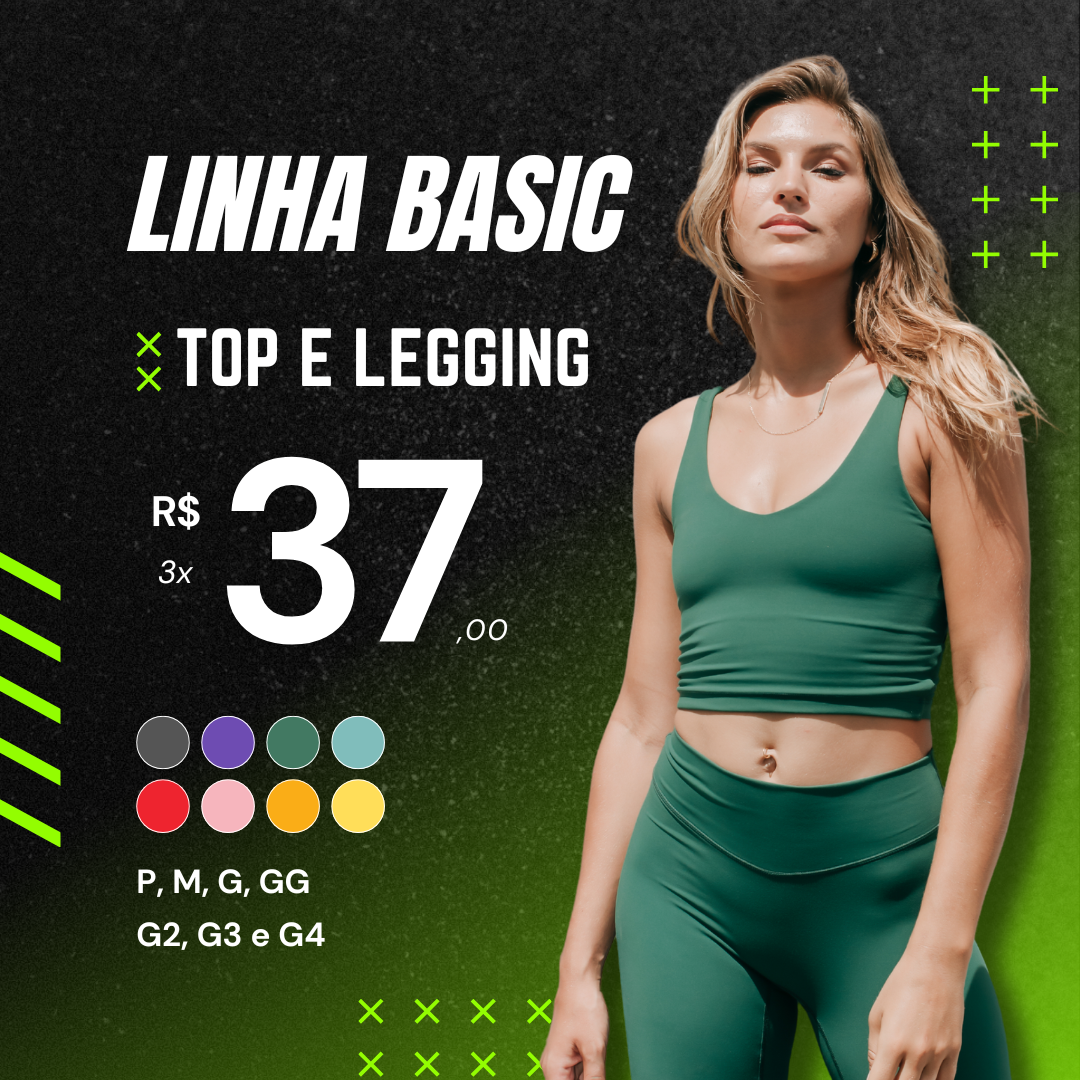 LINHA BASIC
TOP E LEGGING
R$ 37,00
3x
P, M, G, GG
G2, G3 e G4